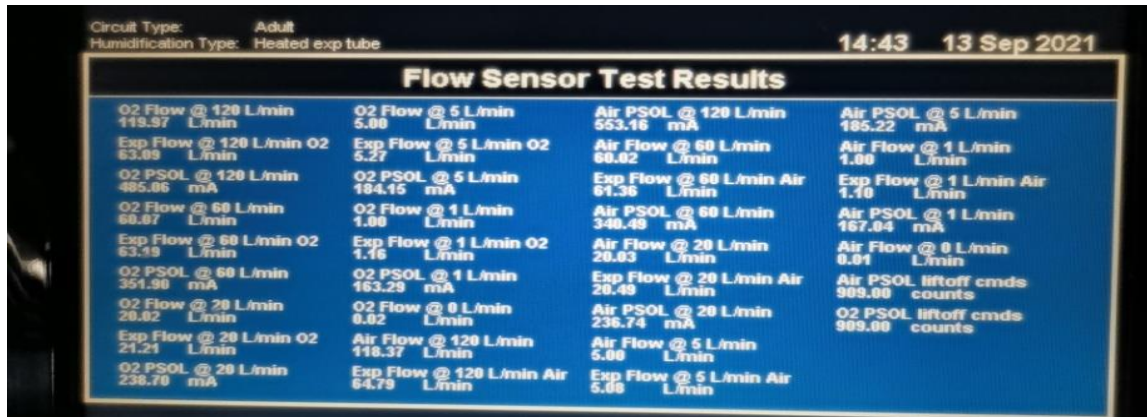 Circuit Type: Adult
Humidification Type: Heated exp tube
14:43 13 Sep 2021
Flow Sensor Test Results
O2 Flow @ 120 L/min
119.97 L/min
Exp Flow @ 120 L/min O2
63.09 L/min
O2 PSOL @ 120 L/min
485.06 mA
O2 Flow @ 60 L/min
60.07 L/min
Exp Flow @ 60 L/min O2
63.19 L/min
O2 PSOL @ 60 L/min
351.90 mA
O2 Flow @ 20 L/min
20.02 L/min
Exp Flow @ 20 L/min O2
21.21 L/min
O2 PSOL @ 20 L/min
238.70 mA
O2 Flow @ 5 L/min
5.00 L/min
Exp Flow @ 5 L/min O2
5.27 L/min
O2 PSOL @ 5 L/min
184.15 mA
O2 Flow @ 1 L/min
1.00 L/min
Exp Flow @ 1 L/min O2
1.16 L/min
O2 PSOL @ 1 L/min
163.29 mA
O2 Flow @ 0 L/min
0.02 L/min
Air Flow @ 120 L/min
118.37 L/min
Exp Flow @ 120 L/min Air
64.79 L/min
Air PSOL @ 120 L/min
553.16 mA
Air Flow @ 60 L/min
60.02 L/min
Exp Flow @ 60 L/min Air
61.36 L/min
Air PSOL @ 60 L/min
340.49 mA
Air Flow @ 20 L/min
20.03 L/min
Exp Flow @ 20 L/min Air
20.49 L/min
Air PSOL @ 20 L/min
236.74 mA
Air Flow @ 5 L/min
5.00 L/min
Exp Flow @ 5 L/min Air
5.08 L/min
Air PSOL @ 5 L/min
185.22 mA
Air Flow @ 1 L/min
1.00 L/min
Exp Flow @ 1 L/min Air
1.10 L/min
Air PSOL @ 1 L/min
167.04 mA
Air Flow @ 0 L/min
0.01 L/min
Air PSOL liftoff cmds
909.00 counts
O2 PSOL liftoff cmds
909.00 counts